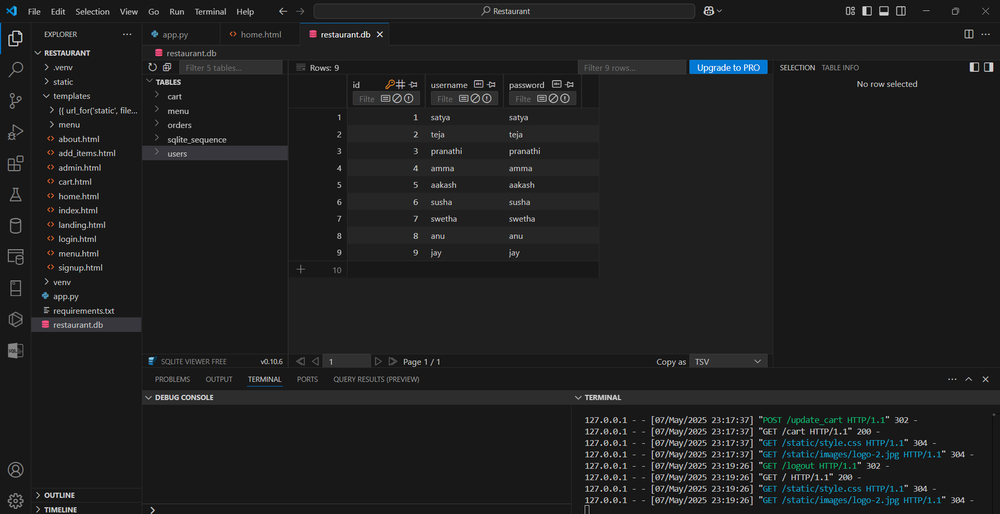 File Edit Selection View Go Run Terminal Help
Restaurant
EXPLORER
RESTAURANT
.venv
static
templates
{{ url_for('static', file...
menu
about.html
add_items.html
admin.html
cart.html
home.html
index.html
landing.html
login.html
menu.html
signup.html
venv
app.py
requirements.txt
restaurant.db
OUTLINE
TIMELINE
app.py home.html restaurant.db
restaurant.db
Filter 5 tables...
TABLES
cart
menu
orders
sqlite_sequence
users
SQLITE VIEWER FREE v0.10.6
Rows: 9 Filter 9 rows... Upgrade to PRO
id username password
Filte Filte Filte
1 1 satya satya
2 2 teja teja
3 3 pranathi pranathi
4 4 amma amma
5 5 aakash aakash
6 6 susha susha
7 7 swetha swetha
8 8 anu anu
9 9 jay jay
10
1 Page 1 / 1 Copy as TSV
SELECTION TABLE INFO
No row selected
PROBLEMS OUTPUT TERMINAL PORTS QUERY RESULTS (PREVIEW)
DEBUG CONSOLE
TERMINAL
127.0.0.1 - - [07/May/2025 23:17:37] "POST /update_cart HTTP/1.1" 302 -
127.0.0.1 - - [07/May/2025 23:17:37] "GET /cart HTTP/1.1" 200 -
127.0.0.1 - - [07/May/2025 23:17:37] "GET /static/style.css HTTP/1.1" 304 -
127.0.0.1 - - [07/May/2025 23:17:37] "GET /static/images/logo-2.jpg HTTP/1.1" 304 -
127.0.0.1 - - [07/May/2025 23:19:26] "GET /logout HTTP/1.1" 302 -
127.0.0.1 - - [07/May/2025 23:19:26] "GET / HTTP/1.1" 200 -
127.0.0.1 - - [07/May/2025 23:19:26] "GET /static/style.css HTTP/1.1" 304 -
127.0.0.1 - - [07/May/2025 23:19:26] "GET /static/images/logo-2.jpg HTTP/1.1" 304 -